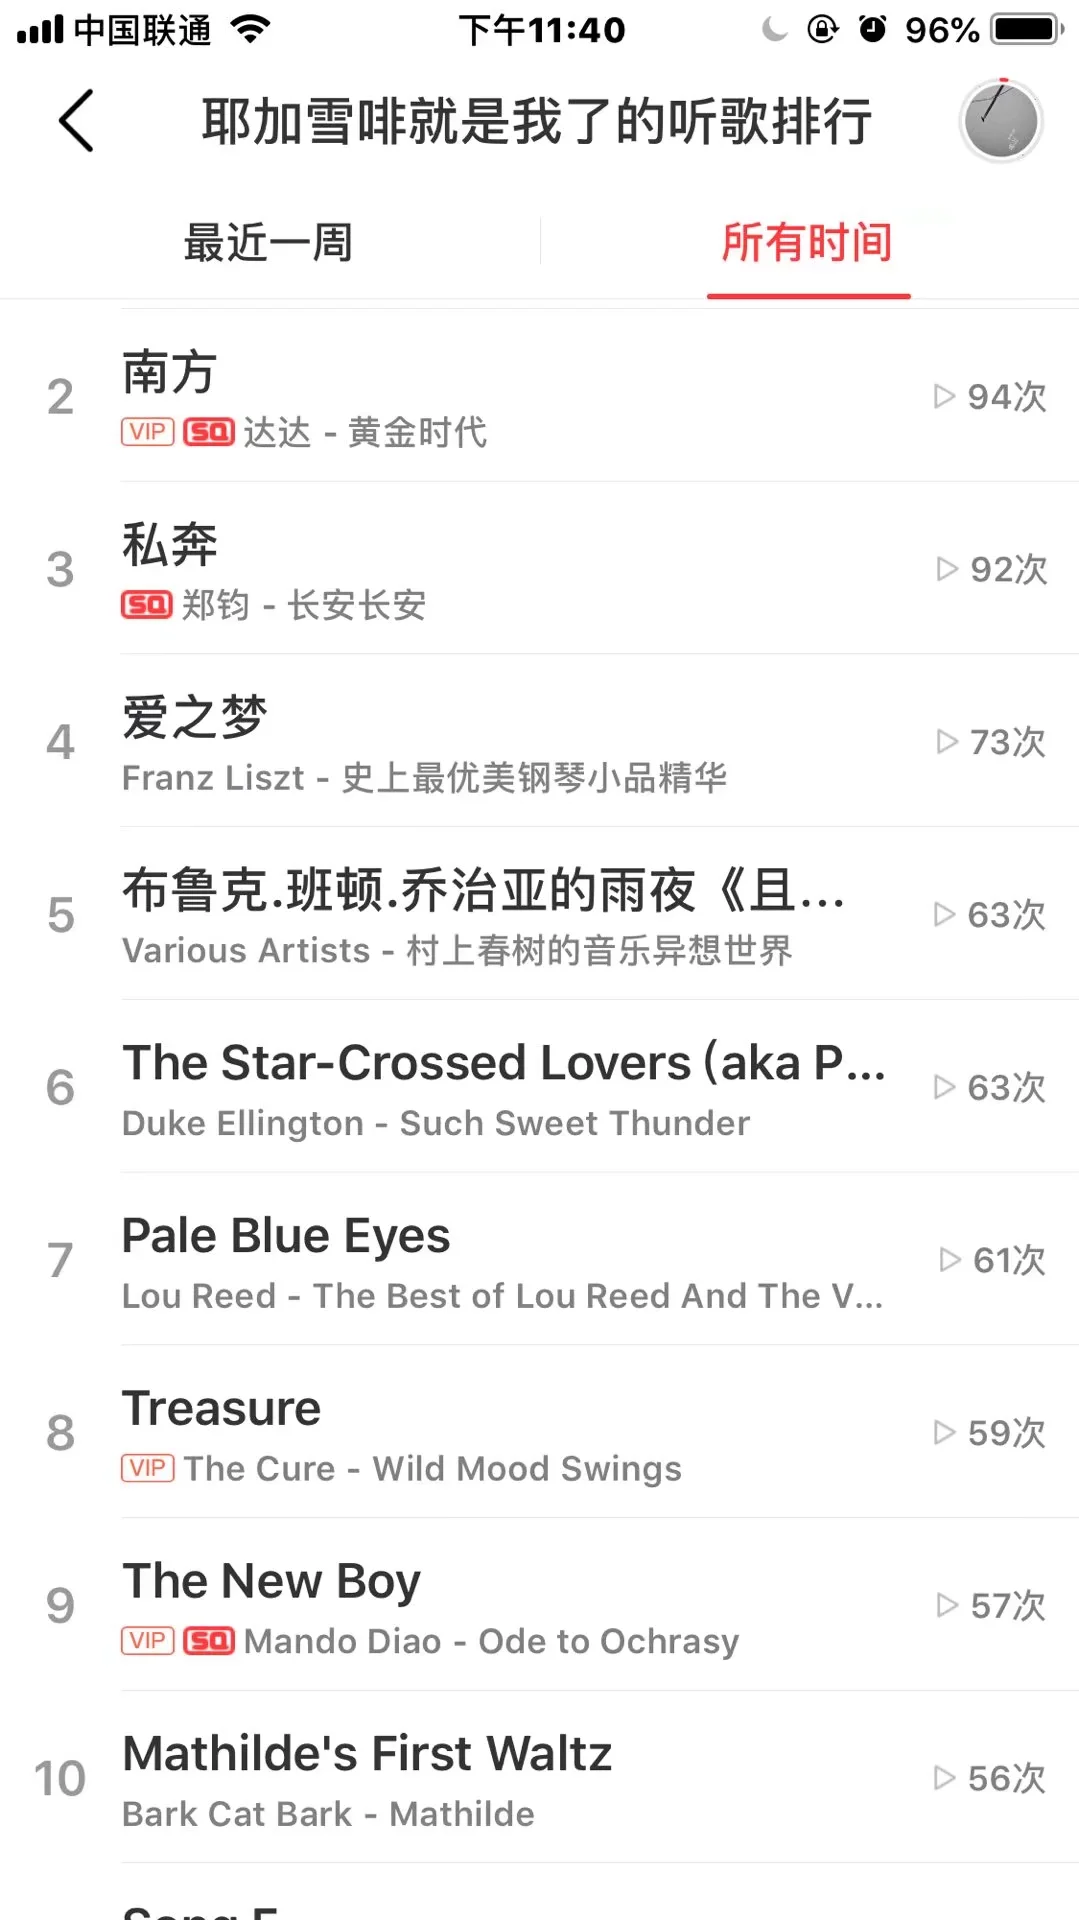 中国联通
下午11:40
96%
耶加雪啡就是我了的听歌排行
最近一周
所有时间
2
南方
VIP SQ 达达 - 黄金时代
94次
3
私奔
SQ 郑钧 - 长安长安
92次
4
爱之梦
Franz Liszt - 史上最优美钢琴小品精华
73次
5
布鲁克.班顿.乔治亚的雨夜《且...
Various Artists - 村上春树的音乐异想世界
63次
6
The Star-Crossed Lovers (aka P...
Duke Ellington - Such Sweet Thunder
63次
7
Pale Blue Eyes
Lou Reed - The Best of Lou Reed And The V...
61次
8
Treasure
VIP The Cure - Wild Mood Swings
59次
9
The New Boy
VIP SQ Mando Diao - Ode to Ochrasy
57次
10
Mathilde's First Waltz
Bark Cat Bark - Mathilde
56次